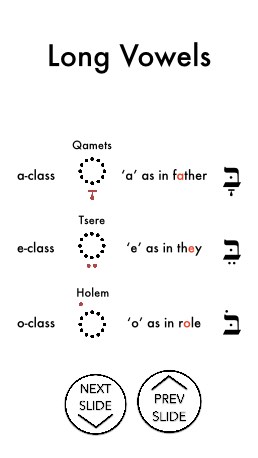 Long Vowels
Qamets
a-class ‘a’ as in father בָּ
Tsere
e-class ‘e’ as in they בֵּ
Holem
o-class ‘o’ as in role בֹּ
NEXT
SLIDE
PREV
SLIDE